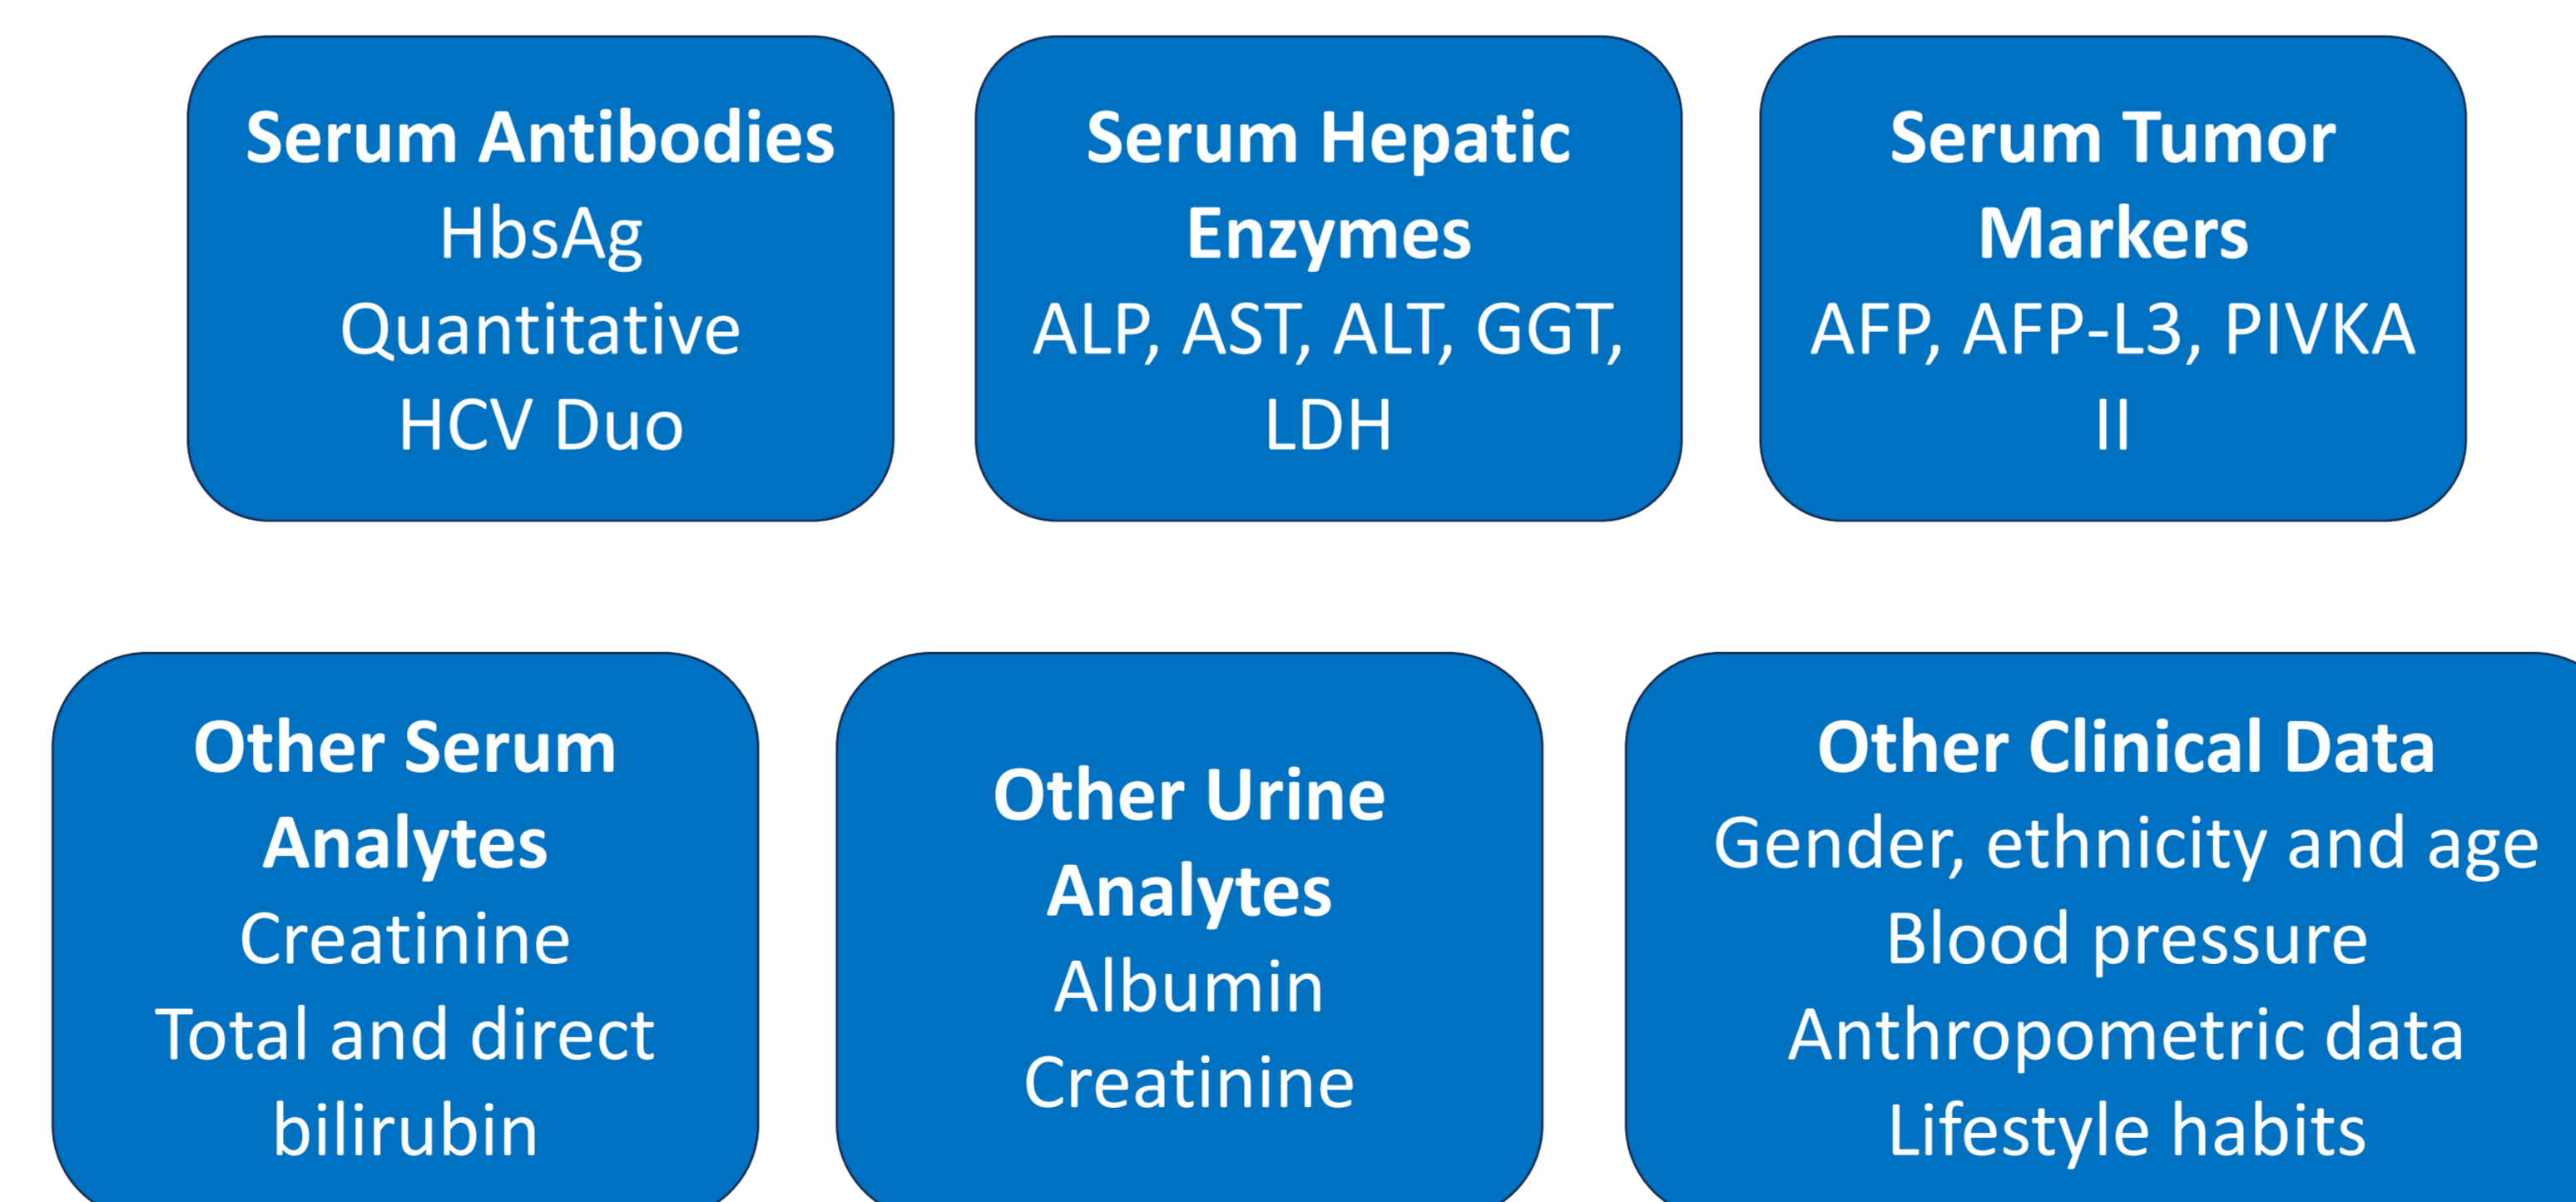 Serum Antibodies
HbsAg
Quantitative
HCV Duo
Serum Hepatic
Enzymes
ALP, AST, ALT, GGT,
LDH
Serum Tumor
Markers
AFP, AFP-L3, PIVKA
II
Other Serum
Analytes
Creatinine
Total and direct
bilirubin
Other Urine
Analytes
Albumin
Creatinine
Other Clinical Data
Gender, ethnicity and age
Blood pressure
Anthropometric data
Lifestyle habits